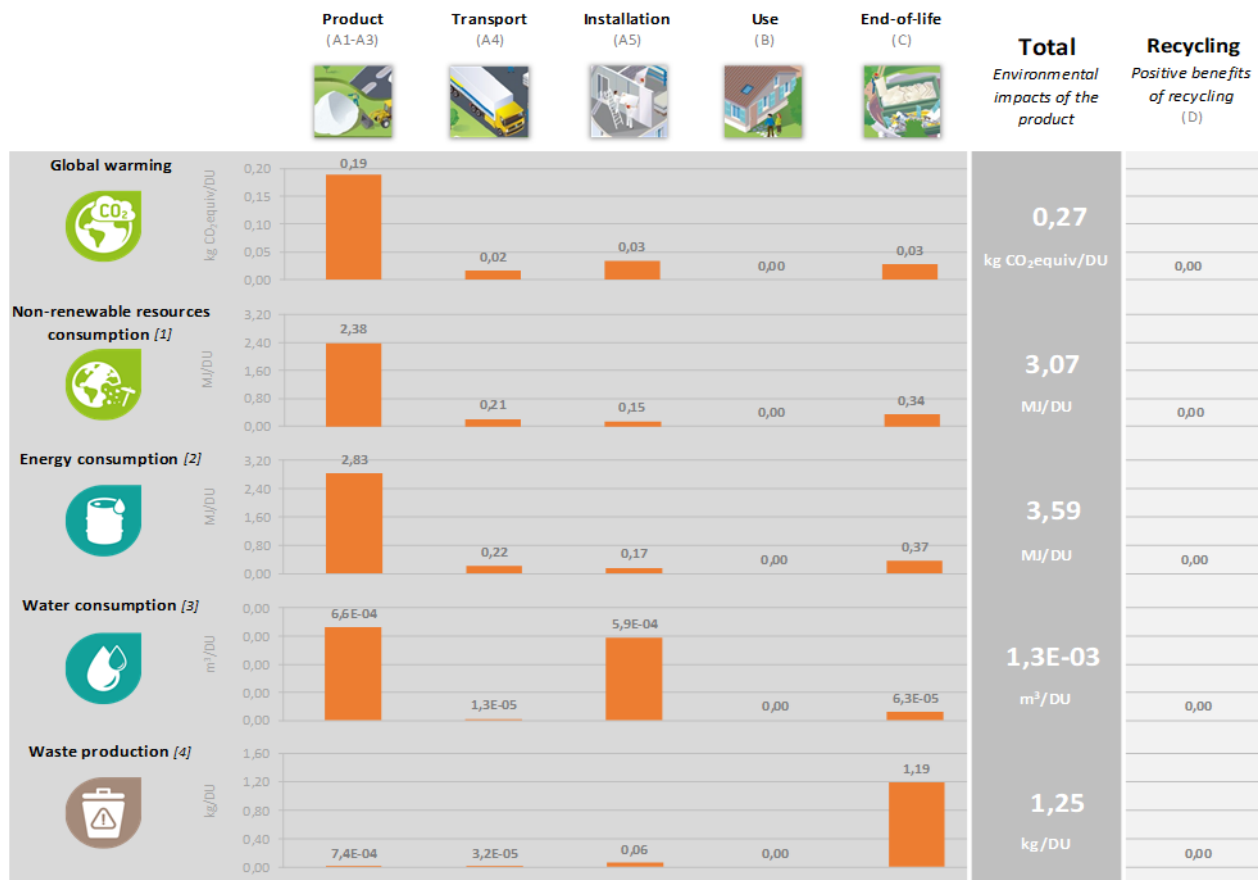 Product
(A1-A3)
Transport
(A4)
Installation
(A5)
Use
(B)
End-of-life
(C)
Total
Environmental
impacts of the
product
Recycling
Positive benefits
of recycling
(D)
Global warming
CO₂
kg CO₂equiv/DU
0,20
0,15
0,10
0,05
0,00
0,19
0,02
0,03
0,00
0,03
0,27
kg CO₂equiv/DU
0,00
Non-renewable resources
consumption [1]
MJ/DU
3,20
2,40
1,60
0,80
0,00
2,38
0,21
0,15
0,00
0,34
3,07
MJ/DU
0,00
Energy consumption [2]
MJ/DU
3,20
2,40
1,60
0,80
0,00
2,83
0,22
0,17
0,00
0,37
3,59
MJ/DU
0,00
Water consumption [3]
m³/DU
0,00
0,00
0,00
0,00
0,00
6,6E-04
1,3E-05
5,9E-04
0,00
6,3E-05
1,3E-03
m³/DU
0,00
Waste production [4]
kg/DU
1,60
1,20
0,80
0,40
0,00
7,4E-04
3,2E-05
0,06
0,00
1,19
1,25
kg/DU
0,00